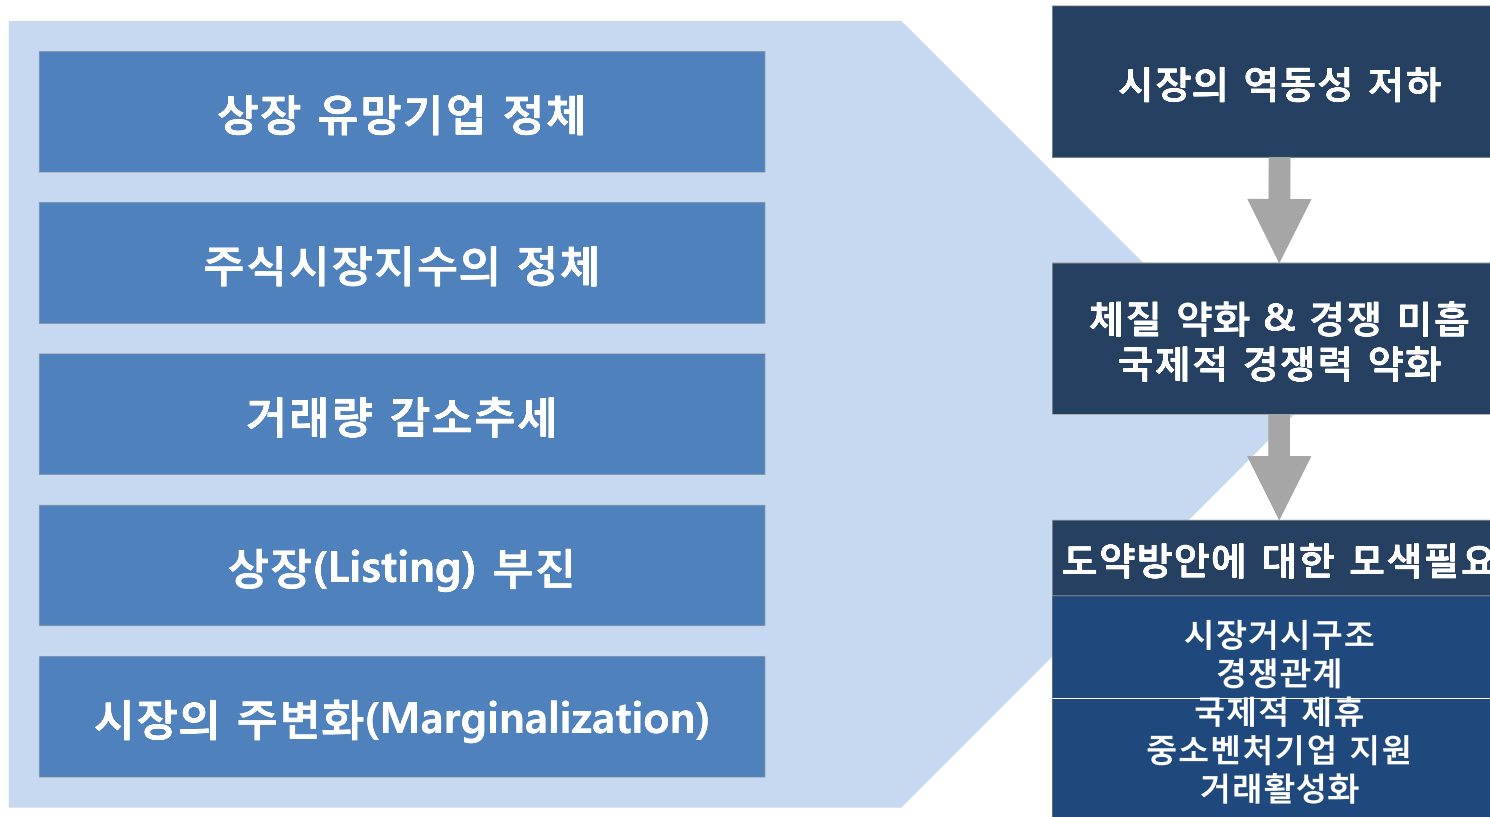 상장 유망기업 정체
주식시장지수의 정체
거래량 감소추세
상장(Listing) 부진
시장의 주변화(Marginalization)
시장의 역동성 저하
체질 약화 & 경쟁 미흡
국제적 경쟁력 약화
도약방안에 대한 모색필요
시장거시구조
경쟁관계
국제적 제휴
중소벤처기업 지원
거래활성화